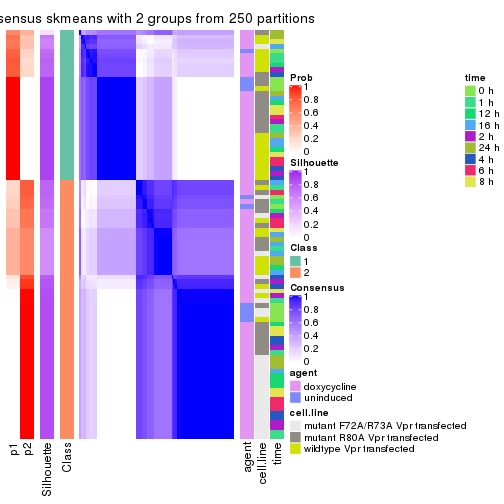 sensus skmeans with 2 groups from 250 partitions
Prob
1
0.8
0.6
0.4
0.2
0
Silhouette
1
0.8
0.6
0.4
0.2
0
Class
1
2
Consensus
1
0.8
0.6
0.4
0.2
0
agent
doxycycline
uninduced
cell.line
mutant F72A/R73A Vpr transfected
mutant R80A Vpr transfected
wildtype Vpr transfected
time
0 h
1 h
12 h
16 h
2 h
24 h
4 h
6 h
8 h
p1
p2
Silhouette
Class
agent
cell.line
time